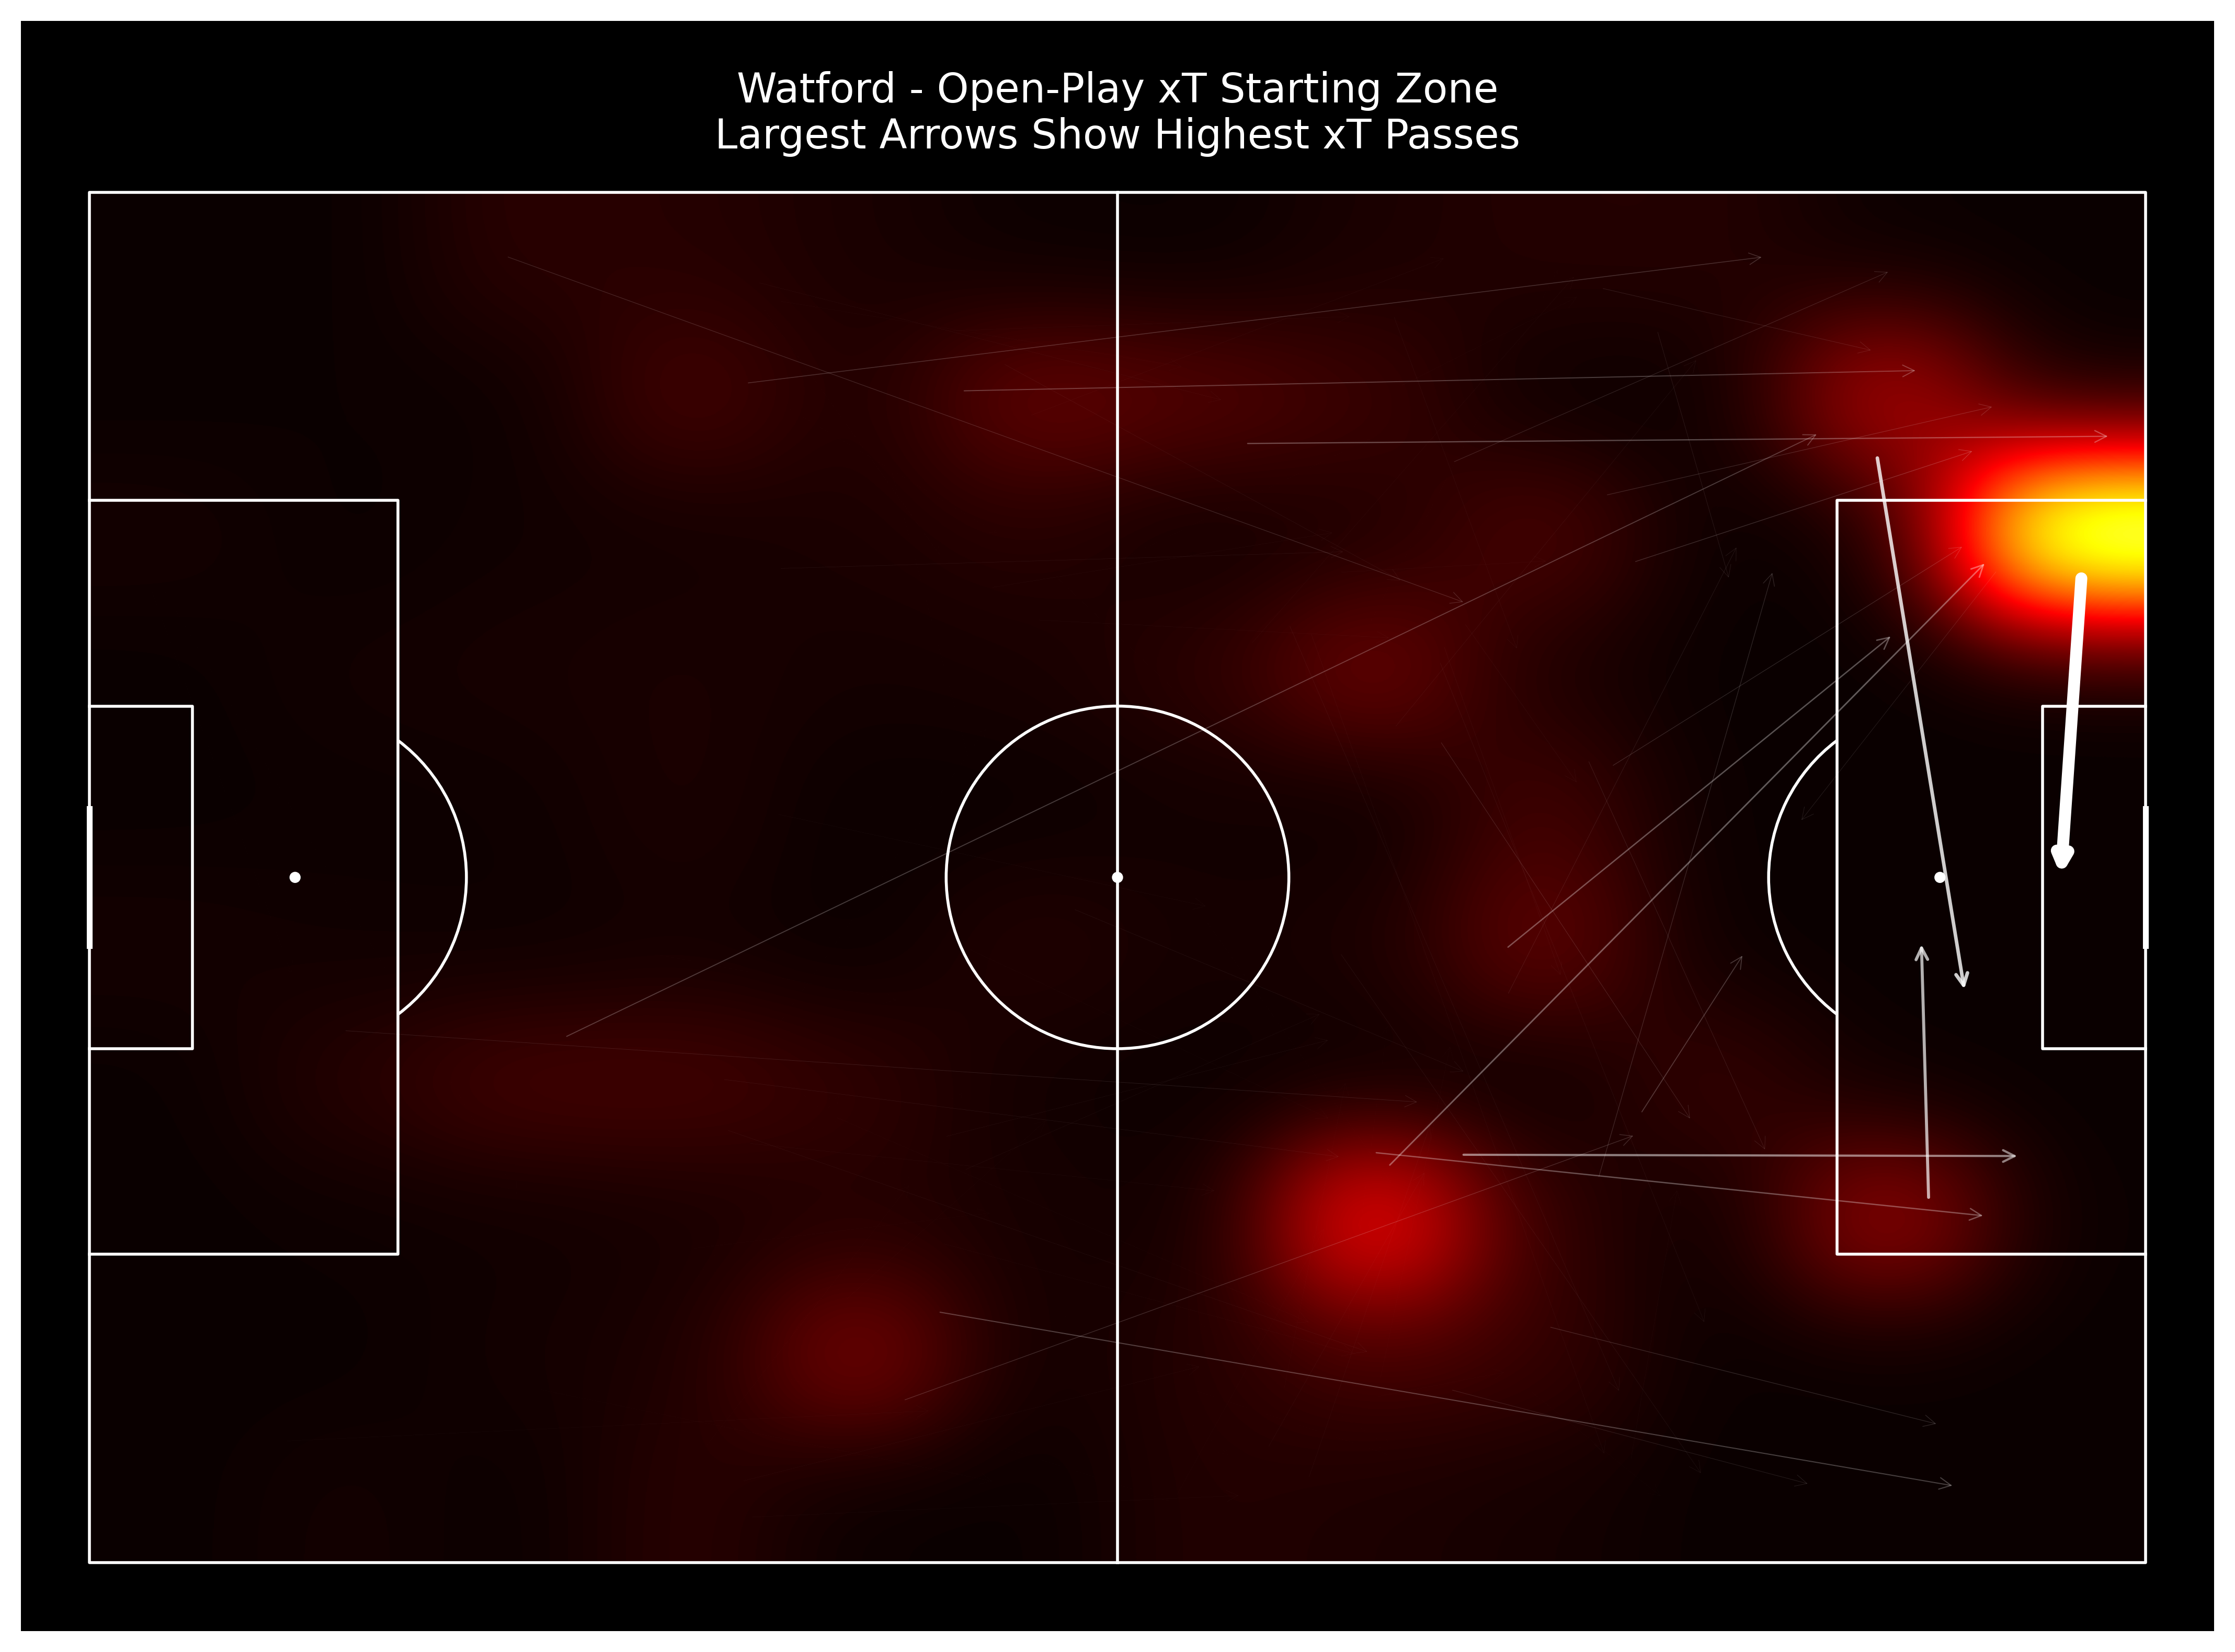 Watford - Open-Play xT Starting Zone
Largest Arrows Show Highest xT Passes